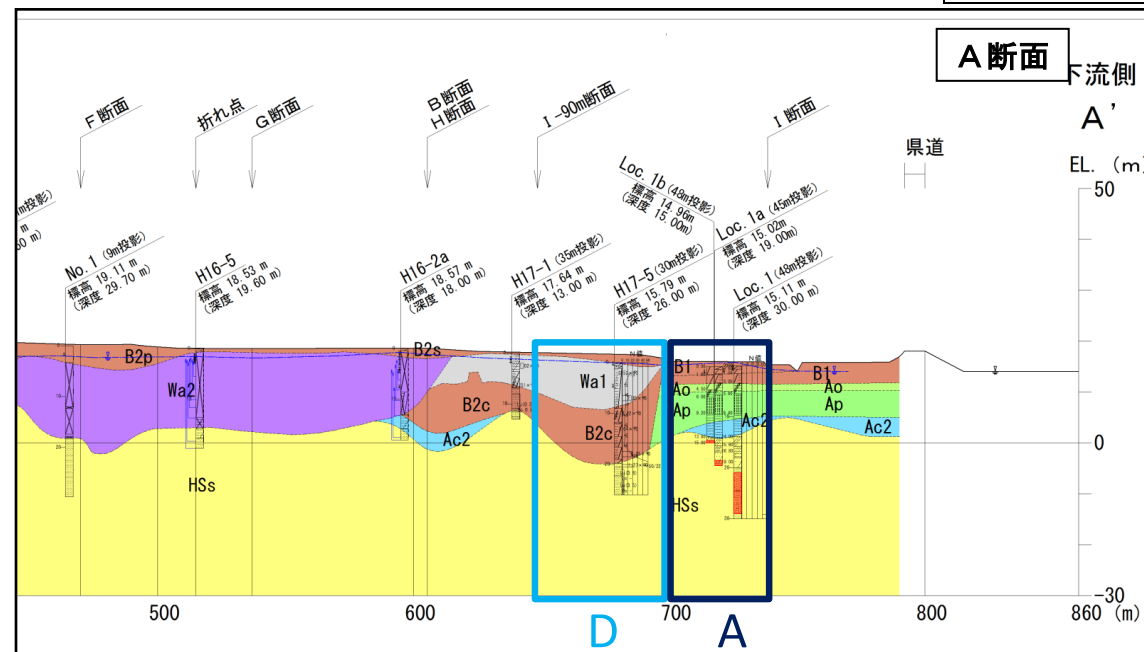 A断面
下流側
A'
EL. (m)
県道
F断面
折れ点
G断面
B断面
H断面
I-90m断面
I断面
No.1 (9m投影)
標高 19.11 m
(深度 29.70 m)
H16-5
標高 18.53 m
(深度 19.60 m)
H16-2a
標高 18.57 m
(深度 18.00 m)
H17-1 (35m投影)
標高 17.64 m
(深度 13.00 m)
H17-5 (30m投影)
標高 15.79 m
(深度 26.00 m)
Loc. 1b (48m投影)
標高 14.96m
(深度 15.00m)
Loc. 1a (45m投影)
標高 15.02m
(深度 19.00m)
Loc. 1 (48m投影)
標高 15.11 m
(深度 30.00 m)
50
0
-30
N値
N値
B2p
B2s
Wa2
Wa1
B2c
B2c
Ac2
B1
B1
Ao
Ao
Ap
Ap
Ac2
Ac2
HSs
HSs
500
600
700
800
860 (m)
D
A